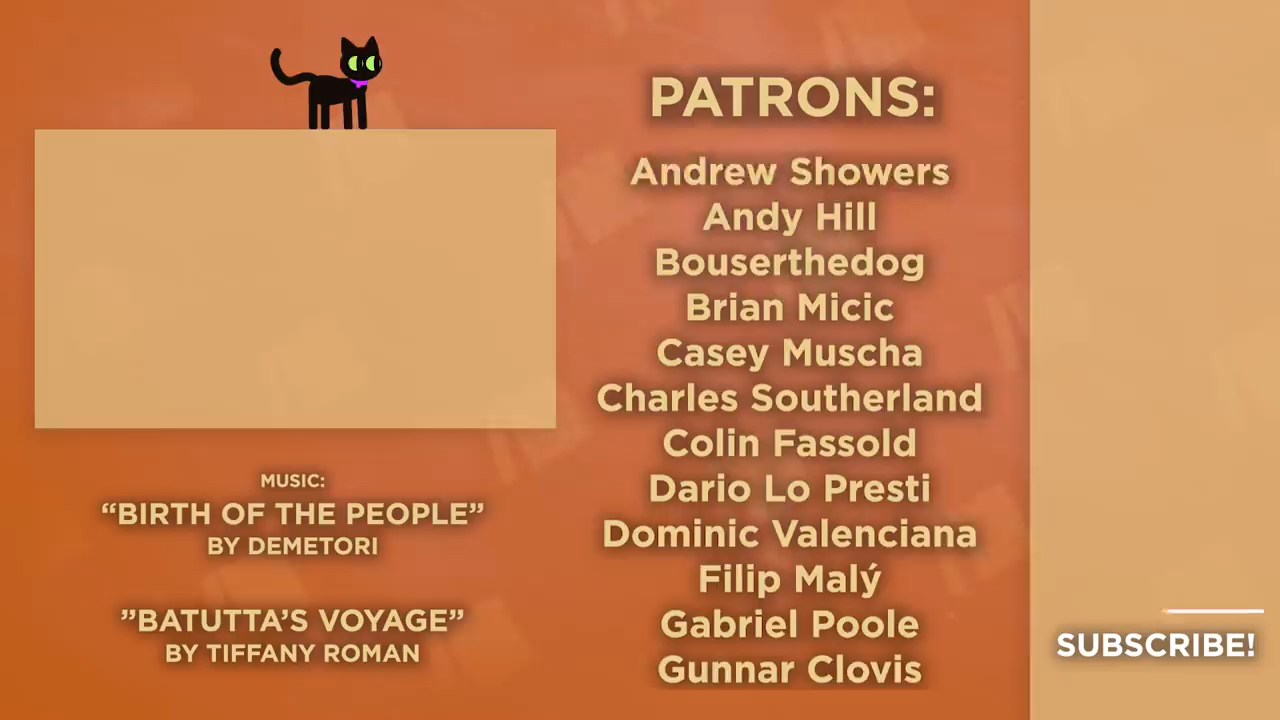 PATRONS:
Andrew Showers
Andy Hill
Bouserthedog
Brian Micic
Casey Muscha
Charles Southerland
Colin Fassold
Dario Lo Presti
Dominic Valenciana
Filip Malý
Gabriel Poole
Gunnar Clovis
MUSIC:
“BIRTH OF THE PEOPLE”
BY DEMETORI
”BATUTTA’S VOYAGE”
BY TIFFANY ROMAN
SUBSCRIBE!